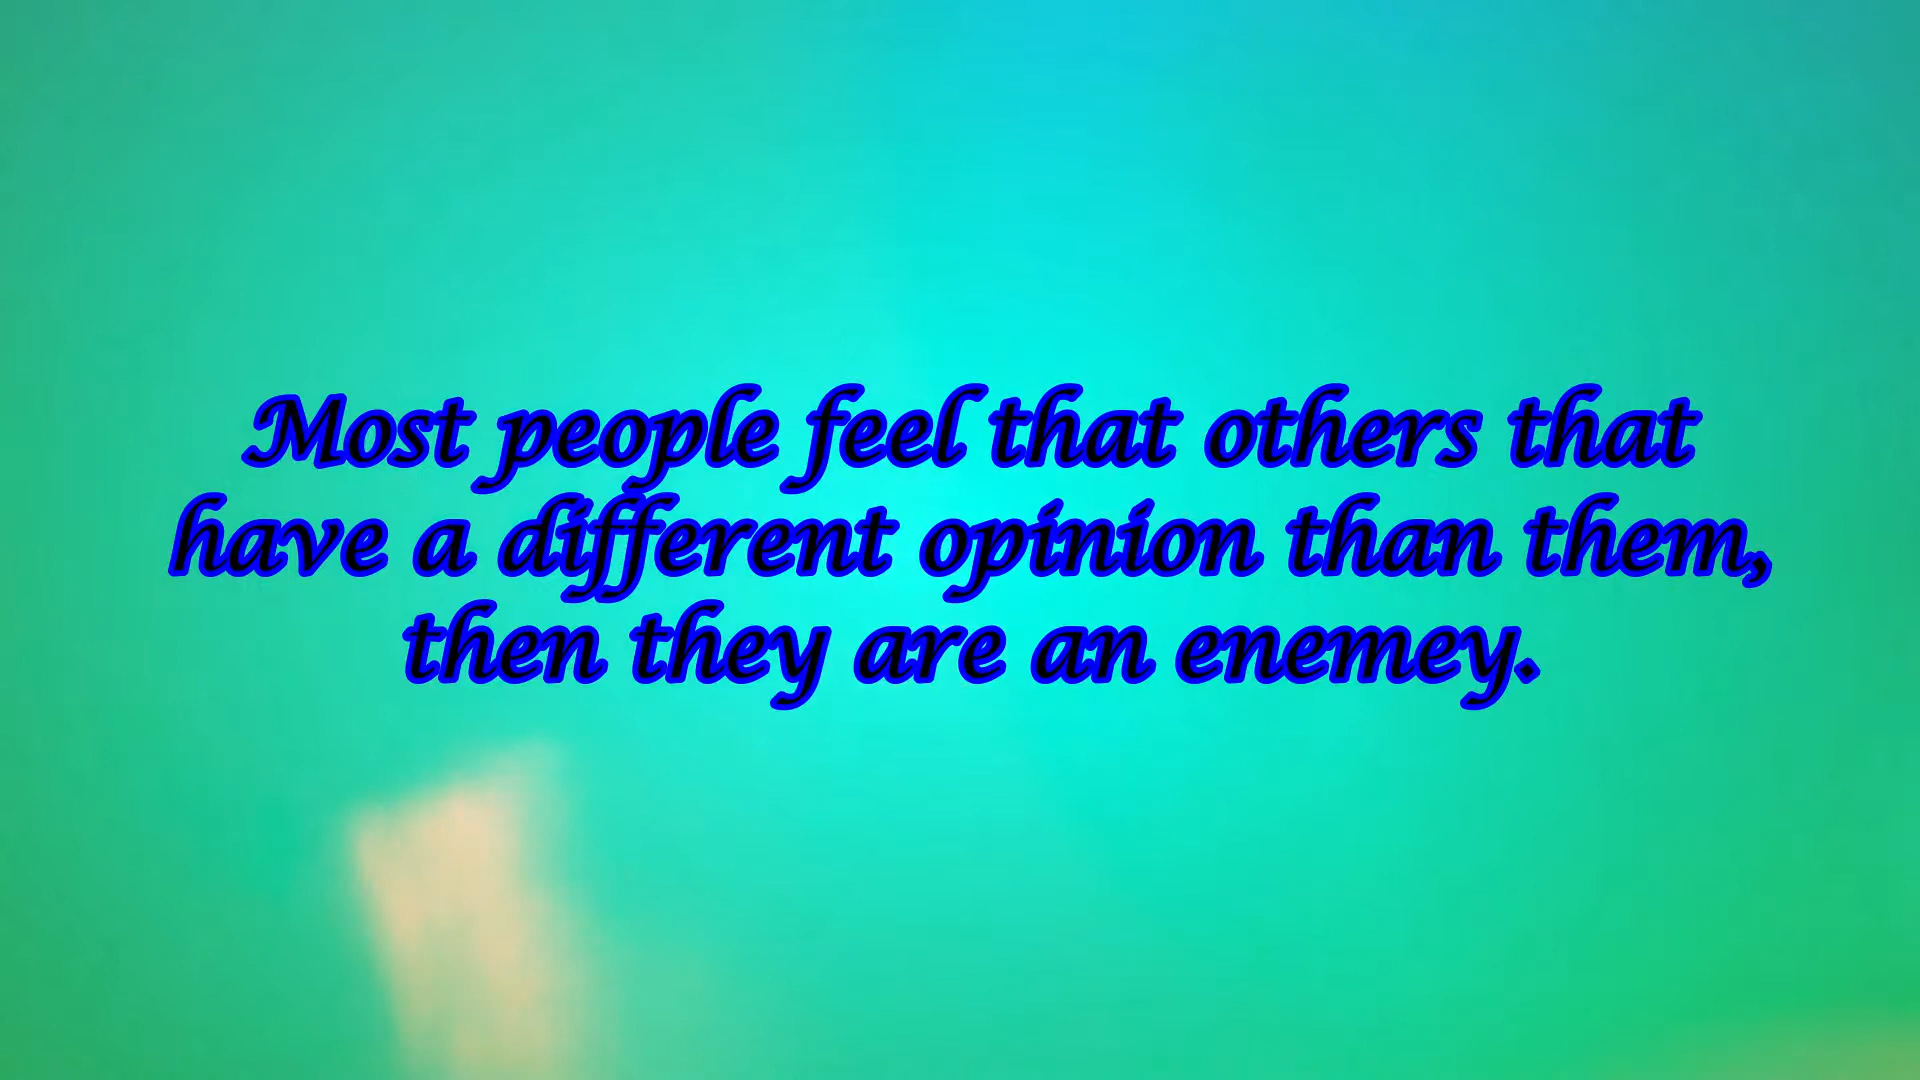 Most people feel that others that
have a different opinion than them,
then they are an enemey.